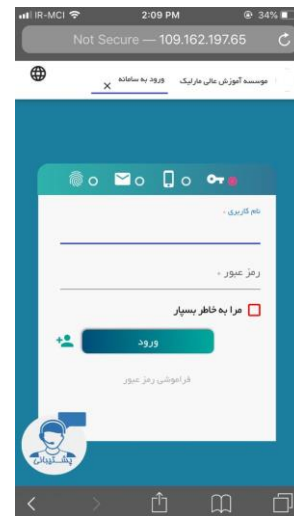 IR-MCI 2:09 PM 34%
Not Secure — 109.162.197.65
موسسه آموزش عالی مارلیک ورود به سامانه ×
نام کاربری *
رمز عبور *
مرا به خاطر بسپار
ورود
فراموشی رمز عبور
پشتیبانی